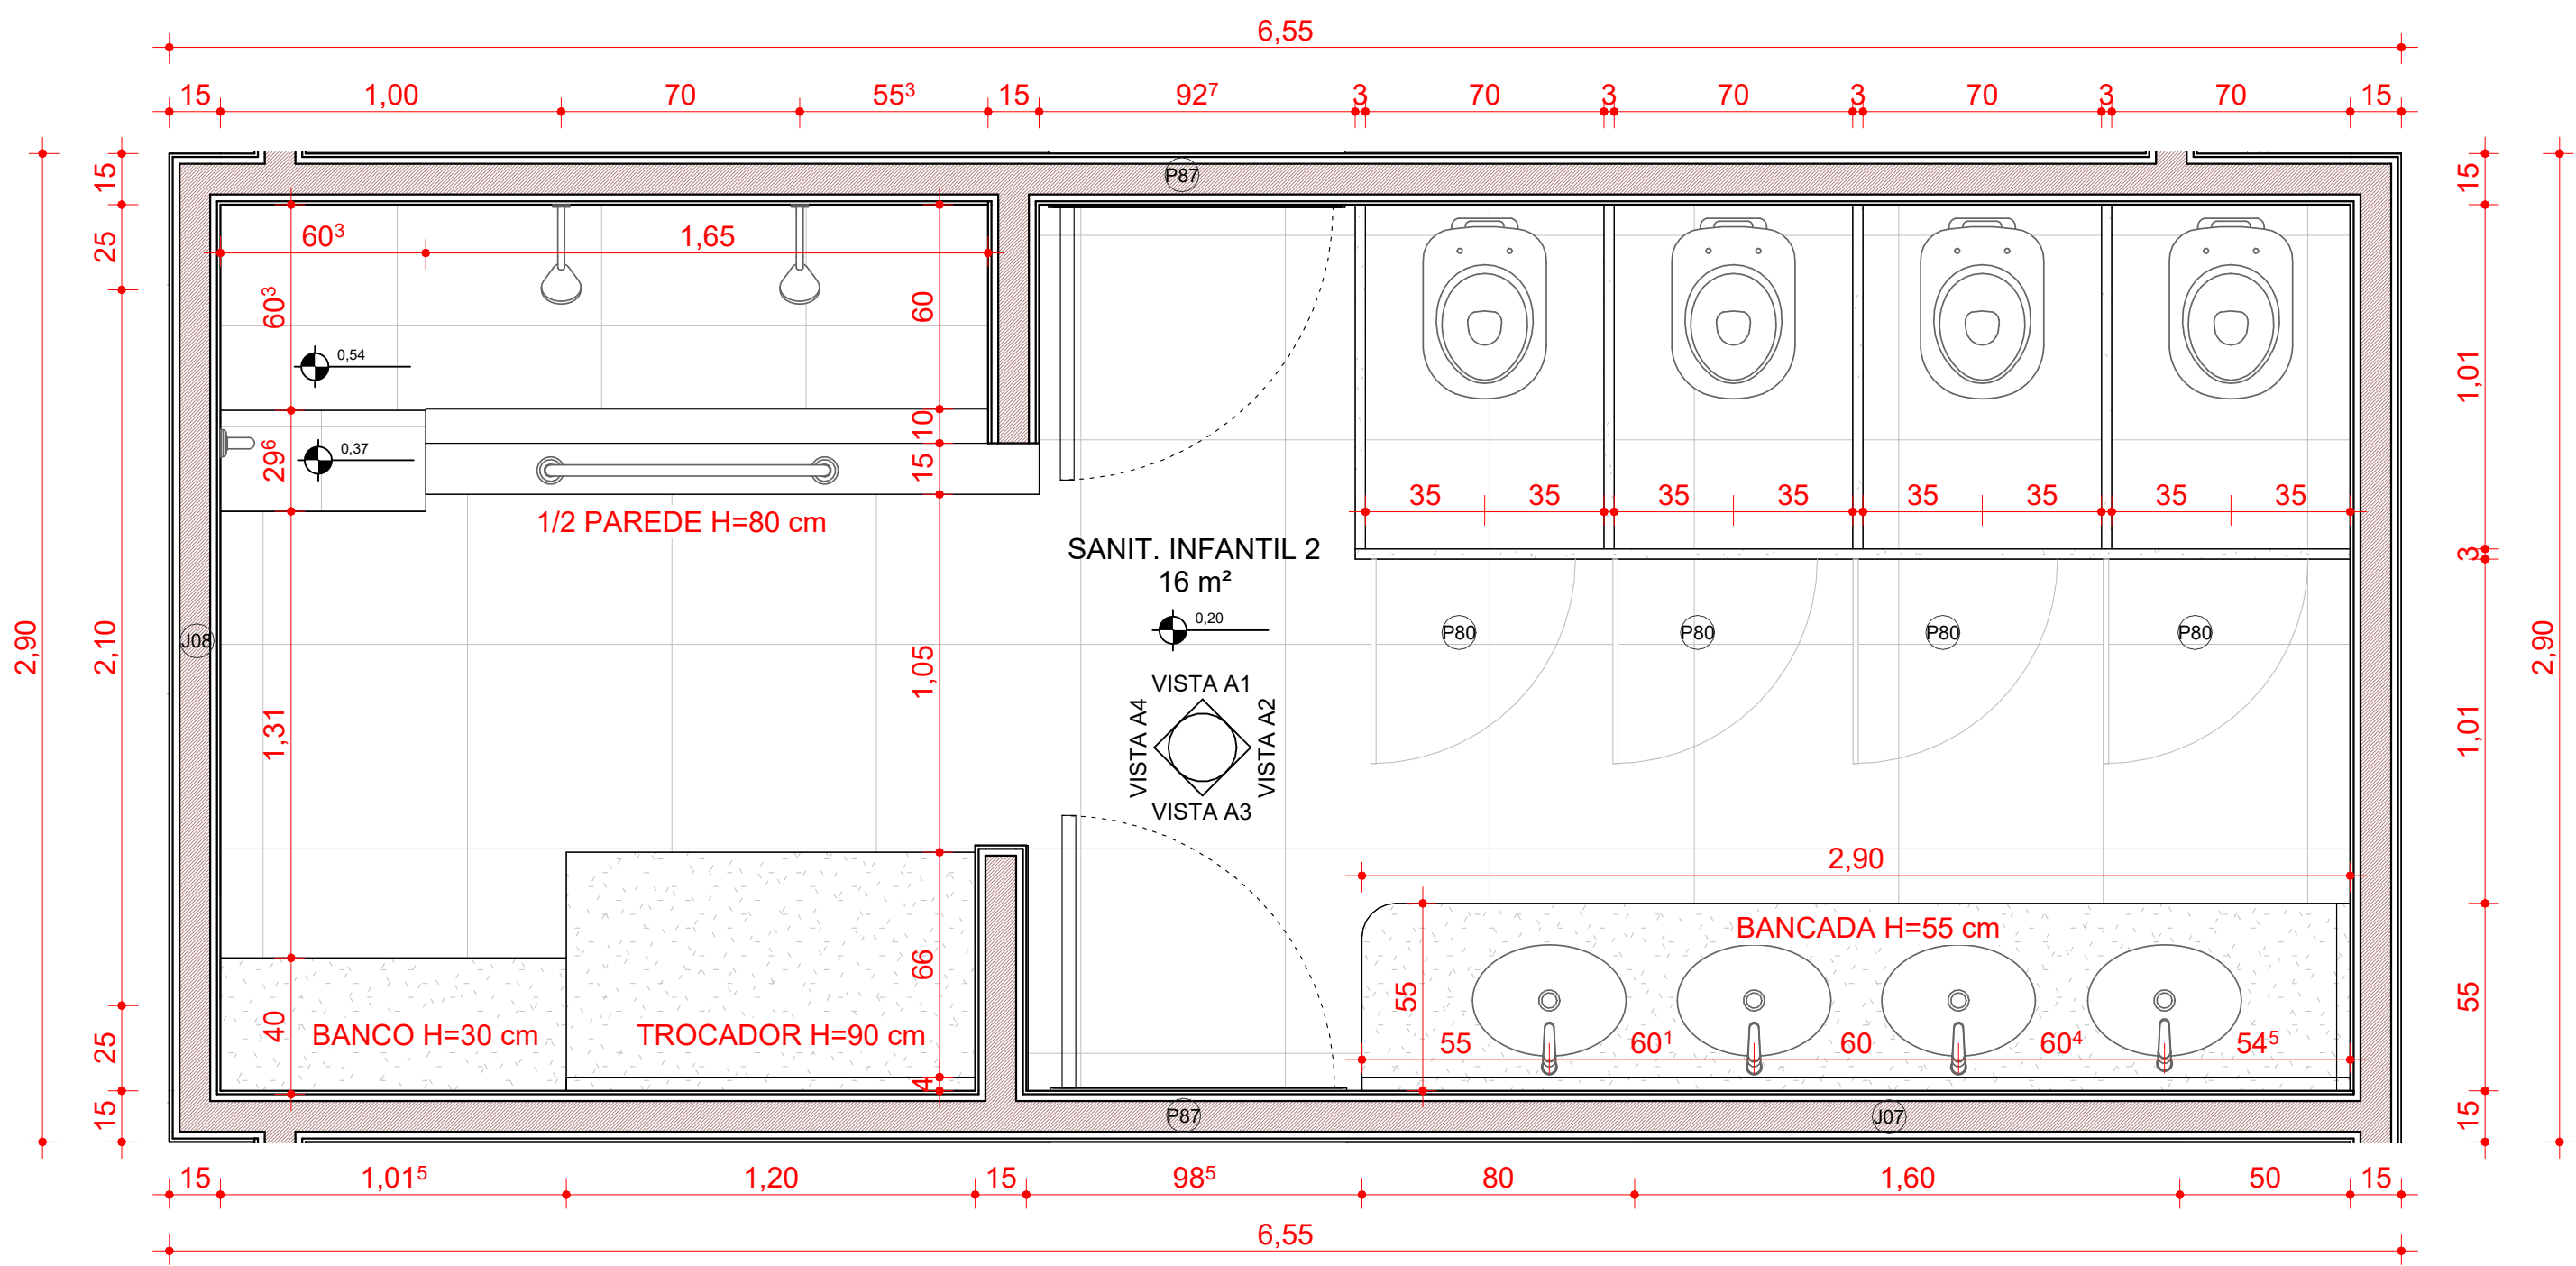 6,55
15 1,00 70 55³ 15 92⁷ 3 70 3 70 3 70 3 70 15
P87
15
25
2,10
25
15
2,90
60³ 1,65
60³
60
0,54
10
29⁶
0,37
15
1/2 PAREDE H=80 cm
35 35 35 35 35 35 35 35
SANIT. INFANTIL 2
16 m²
0,20
J08
P80 P80 P80 P80
1,31
1,05
VISTA A1
VISTA A4
VISTA A2
VISTA A3
2,90
BANCADA H=55 cm
66
40
BANCO H=30 cm
TROCADOR H=90 cm
4
55
55 60¹ 60 60⁴ 54⁵
P87
J07
15
1,01
3
1,01
55
15
2,90
15 1,01⁵ 1,20 15 98⁵ 80 1,60 50 15
6,55